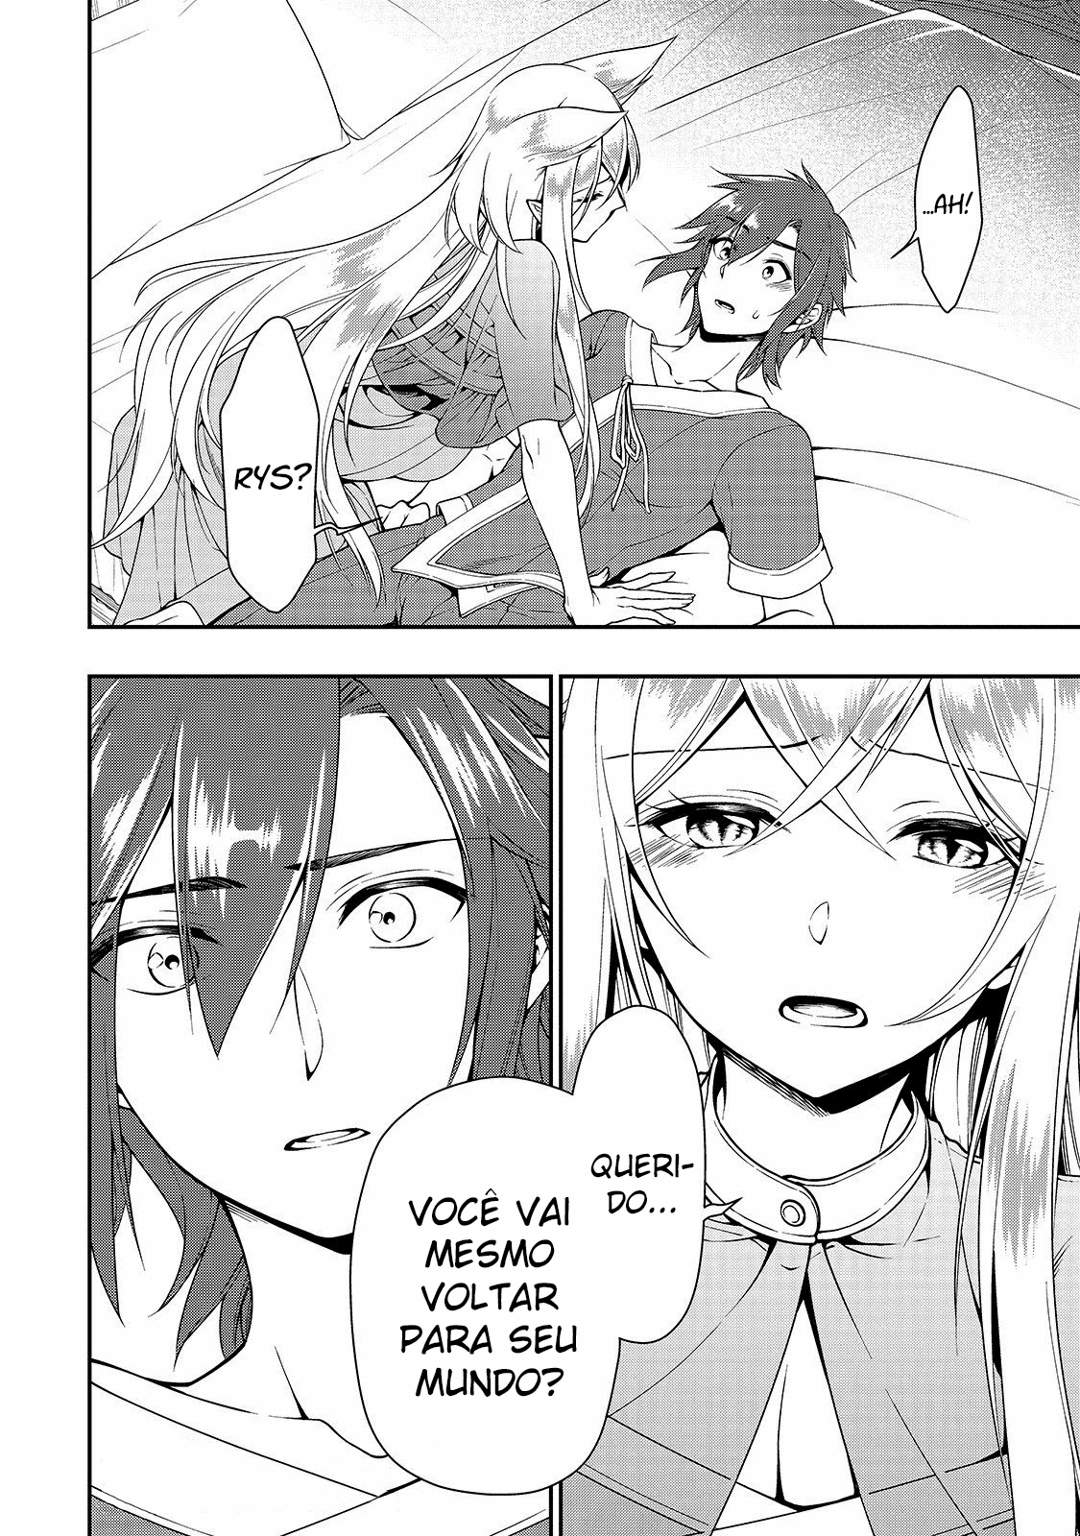 ...AH!
RYS?
QUERI-
DO...
VOCÊ VAI
MESMO
VOLTAR
PARA SEU
MUNDO?